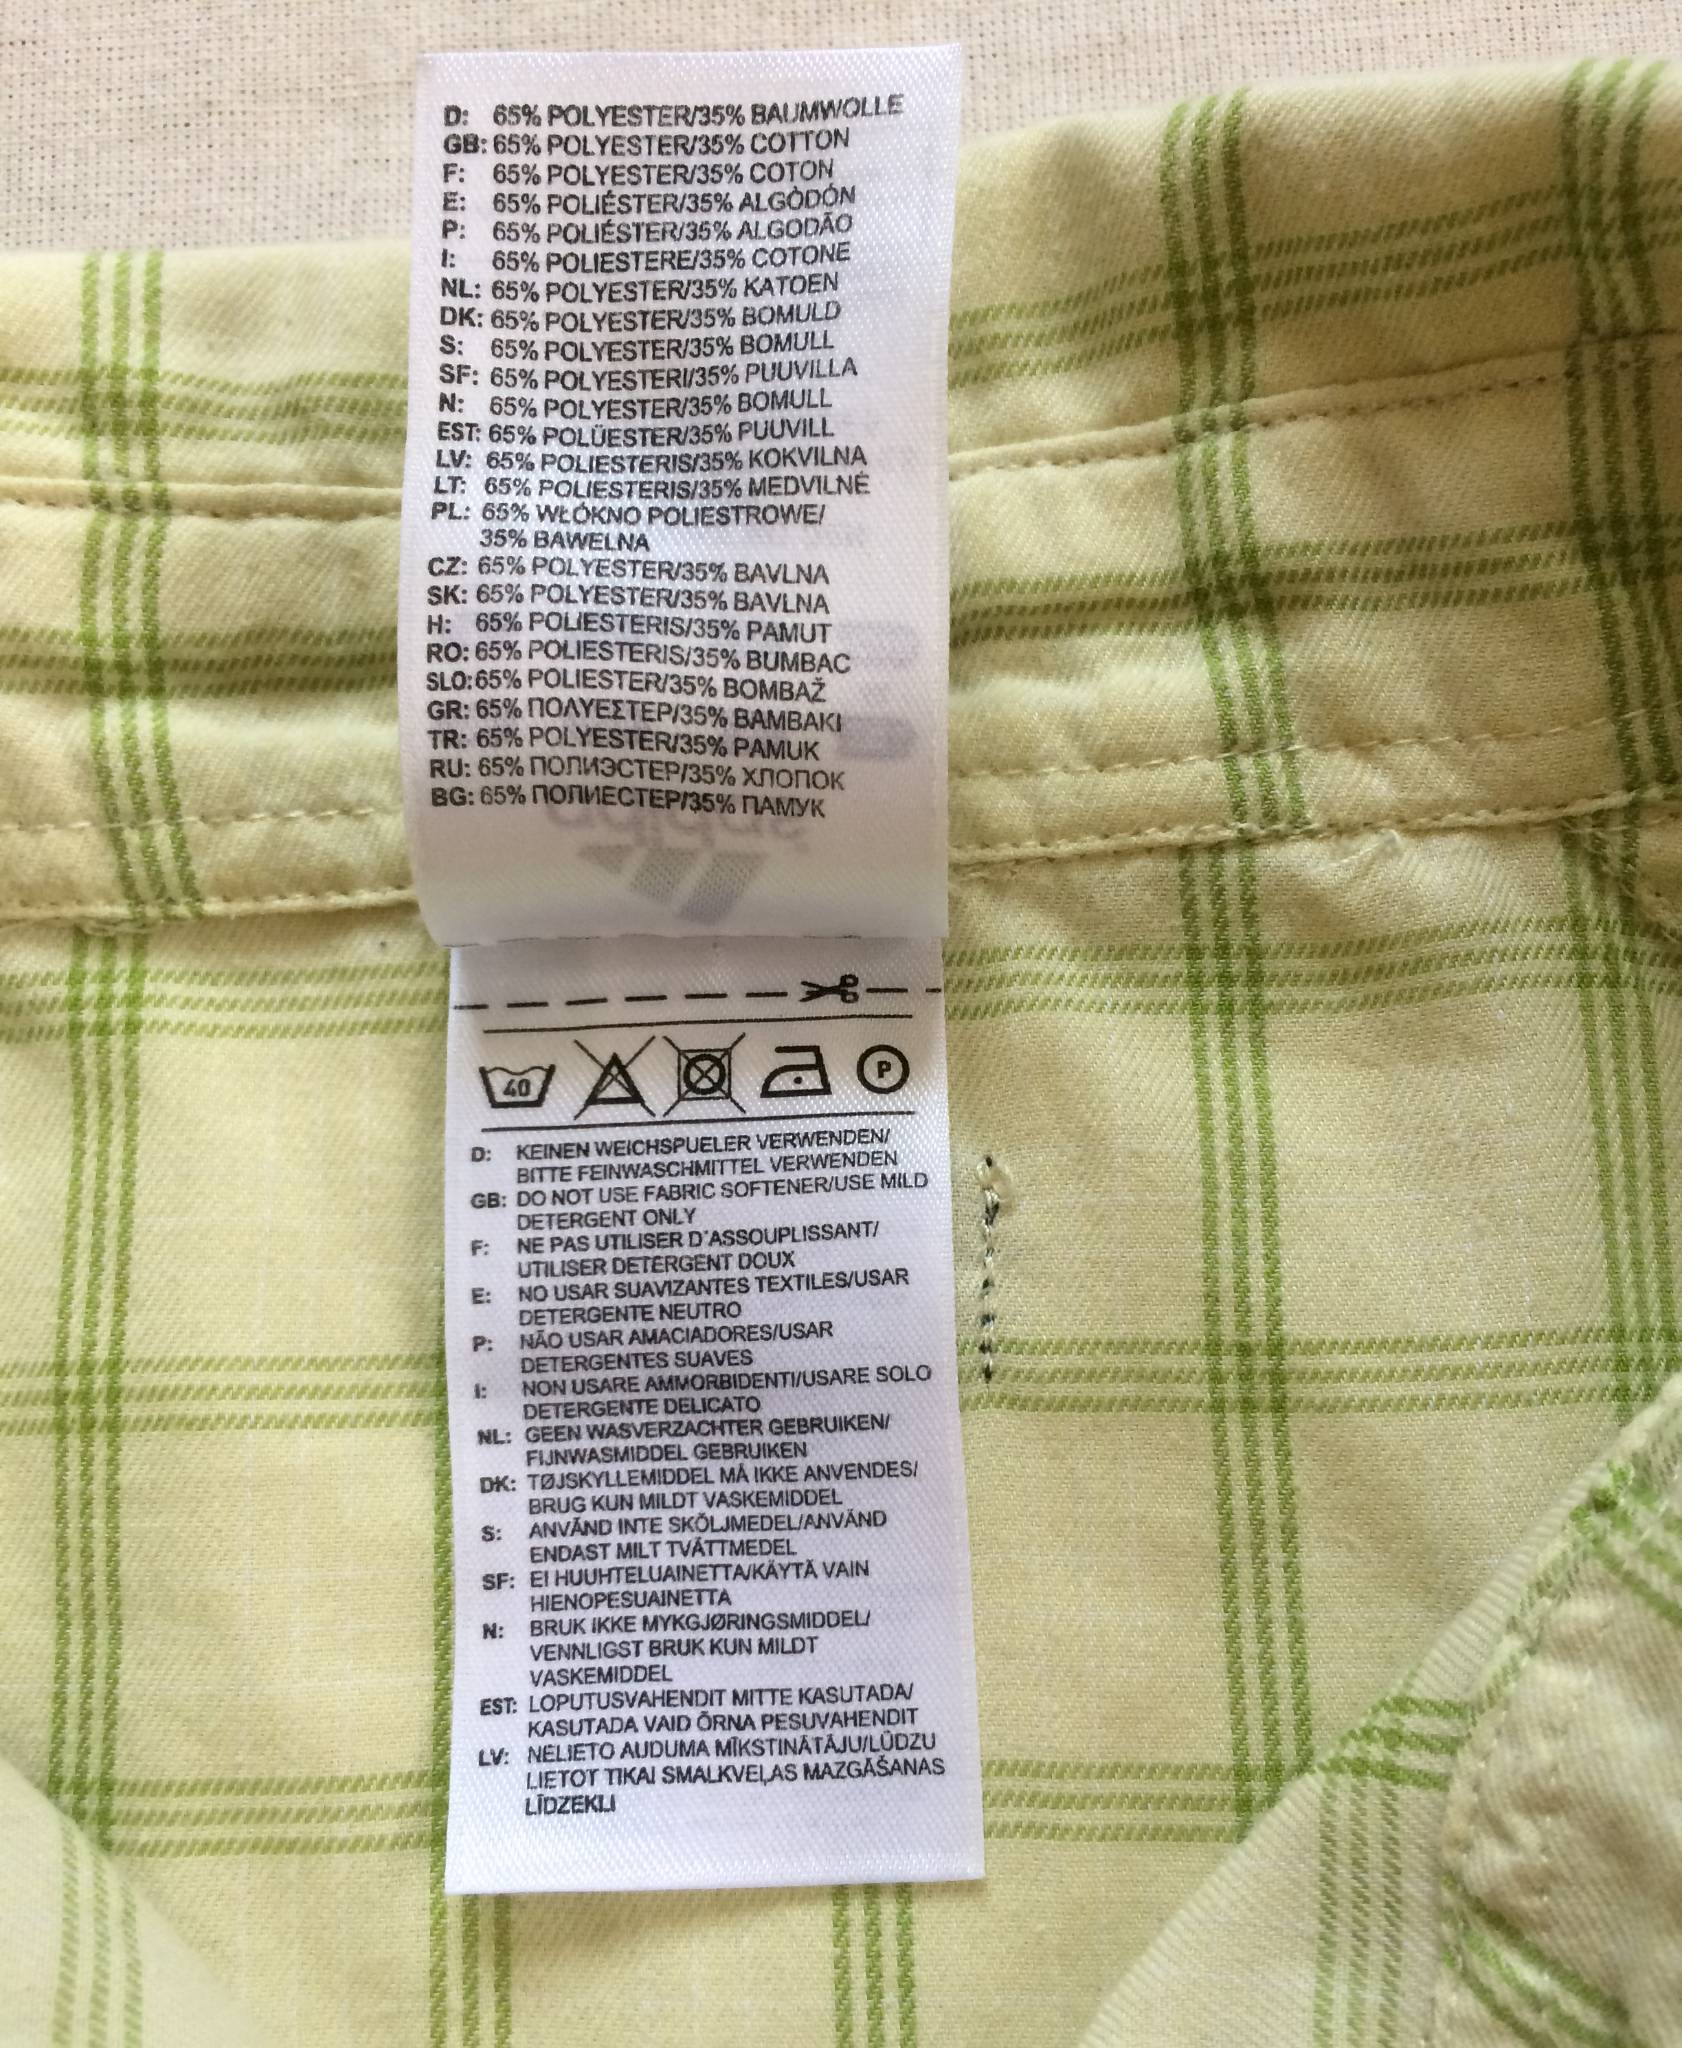 D: 65% POLYESTER/35% BAUMWOLLE
GB: 65% POLYESTER/35% COTTON
F: 65% POLYESTER/35% COTON
E: 65% POLIÉSTER/35% ALGÒDÓN
P: 65% POLIÉSTER/35% ALGODÃO
I: 65% POLIESTERE/35% COTONE
NL: 65% POLYESTER/35% KATOEN
DK: 65% POLYESTER/35% BOMULD
S: 65% POLYESTER/35% BOMULL
SF: 65% POLYESTERI/35% PUUVILLA
N: 65% POLYESTER/35% BOMULL
EST: 65% POLÜESTER/35% PUUVILL
LV: 65% POLIESTERIS/35% KOKVILNA
LT: 65% POLIESTERIS/35% MEDVILNĖ
PL: 65% WŁÓKNO POLIESTROWE/
35% BAWELNA
CZ: 65% POLYESTER/35% BAVLNA
SK: 65% POLYESTER/35% BAVLNA
H: 65% POLIESTERIS/35% PAMUT
RO: 65% POLIESTERIS/35% BUMBAC
SLO: 65% POLIESTER/35% BOMBAŽ
GR: 65% ΠΟΛΥΕΣΤΕΡ/35% ΒΑΜΒΑΚΙ
TR: 65% POLYESTER/35% PAMUK
RU: 65% ПОЛИЭСТЕР/35% ХЛОПОК
BG: 65% ПОЛИЕСТЕР/35% ПАМУК
adidas
40 P
D: KEINEN WEICHSPUELER VERWENDEN/
BITTE FEINWASCHMITTEL VERWENDEN
GB: DO NOT USE FABRIC SOFTENER/USE MILD
DETERGENT ONLY
F: NE PAS UTILISER D'ASSOUPLISSANT/
UTILISER DETERGENT DOUX
E: NO USAR SUAVIZANTES TEXTILES/USAR
DETERGENTE NEUTRO
P: NÃO USAR AMACIADORES/USAR
DETERGENTES SUAVES
I: NON USARE AMMORBIDENTI/USARE SOLO
DETERGENTE DELICATO
NL: GEEN WASVERZACHTER GEBRUIKEN/
FIJNWASMIDDEL GEBRUIKEN
DK: TØJSKYLLEMIDDEL MÅ IKKE ANVENDES/
BRUG KUN MILDT VASKEMIDDEL
S: ANVÄND INTE SKÖLJMEDEL/ANVÄND
ENDAST MILT TVÄTTMEDEL
SF: EI HUUHTELUAINETTA/KÄYTÄ VAIN
HIENOPESUAINETTA
N: BRUK IKKE MYKGJØRINGSMIDDEL/
VENNLIGST BRUK KUN MILDT
VASKEMIDDEL
EST: LOPUTUSVAHENDIT MITTE KASUTADA/
KASUTADA VAID ÕRNA PESUVAHENDIT
LV: NELIETO AUDUMA MĪKSTINĀTĀJU/LŪDZU
LIETOT TIKAI SMALKVEĻAS MAZGĀŠANAS
LĪDZEKLI